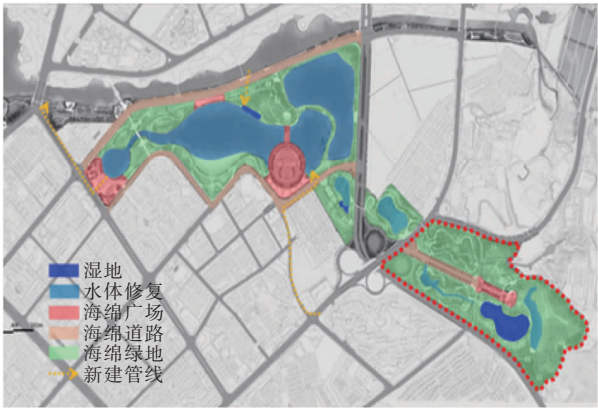 湿地
水体修复
海绵广场
海绵道路
海绵绿地
新建管线